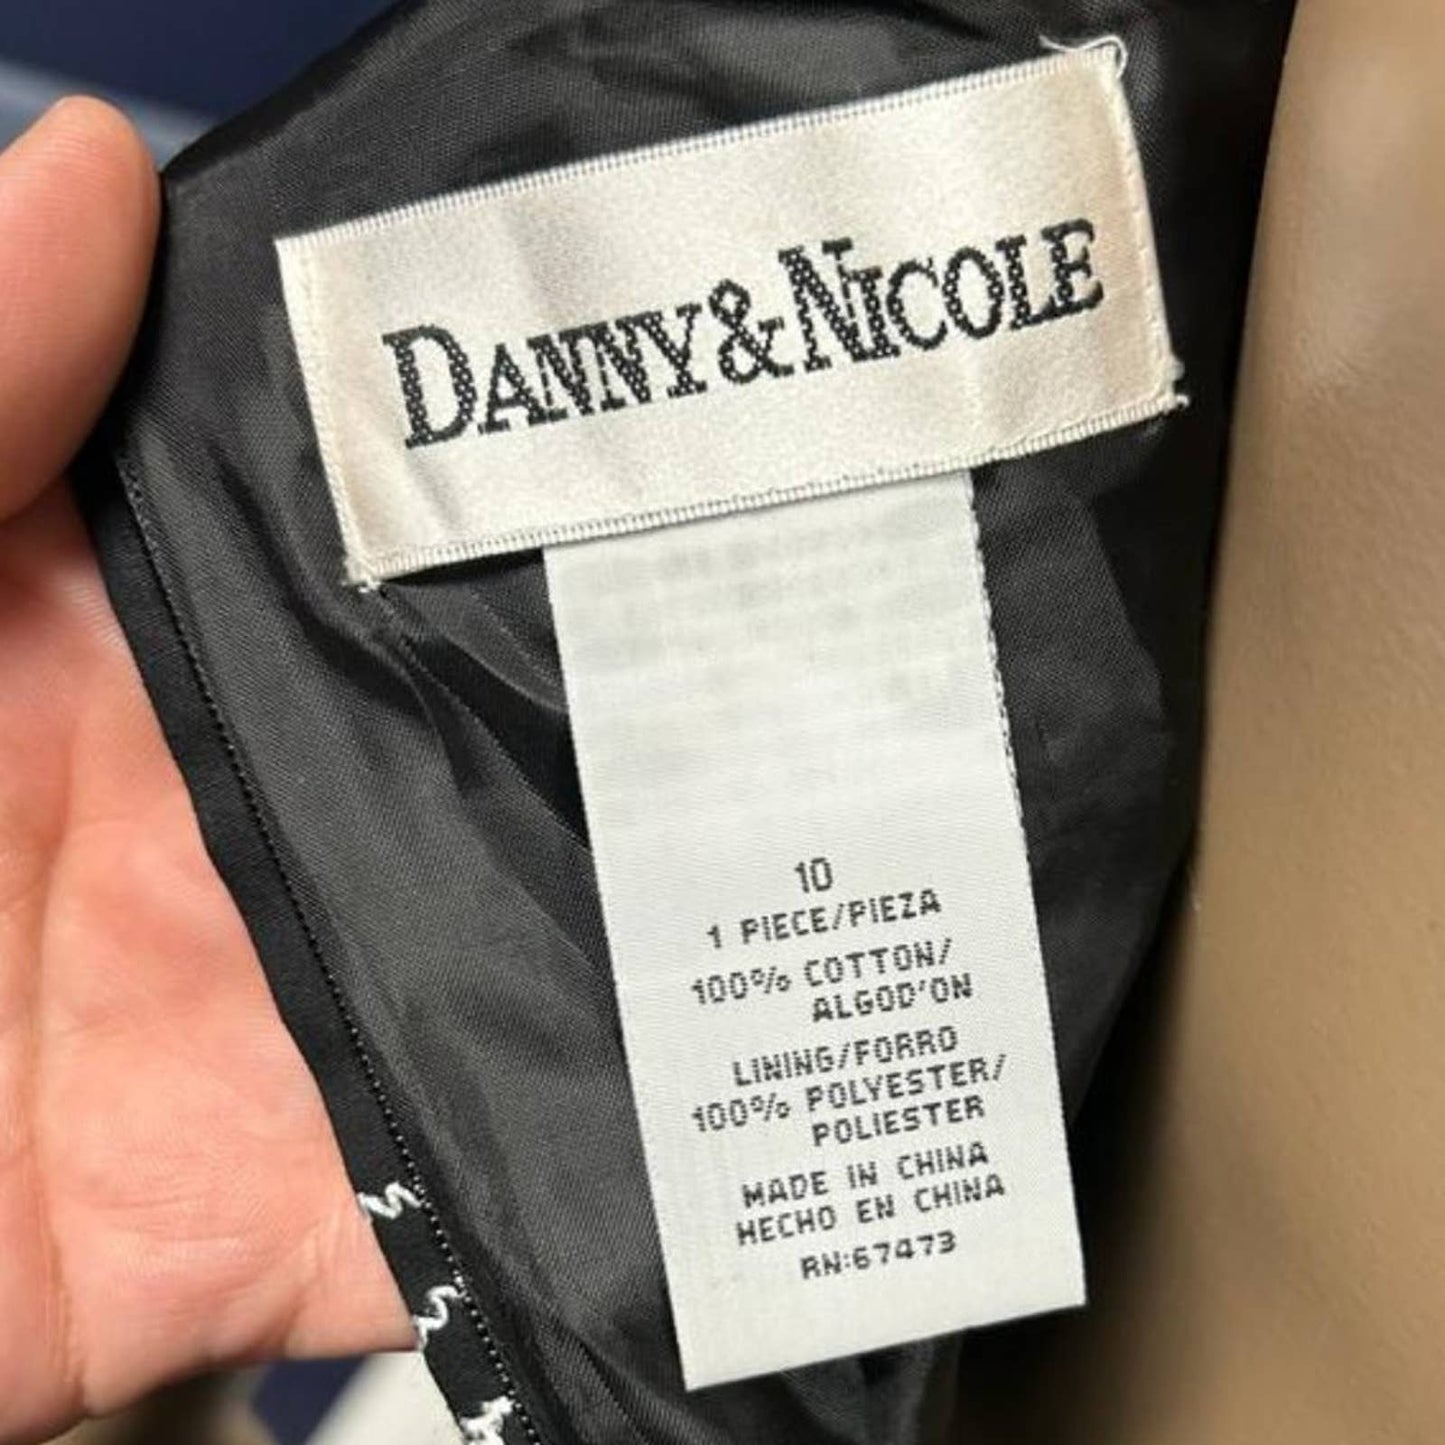 DANNY&NICOLE
10
1 PIECE/PIEZA
100% COTTON/
ALGOD'ON
LINING/FORRO
100% POLYESTER/
POLIESTER
MADE IN CHINA
HECHO EN CHINA
RN:67473